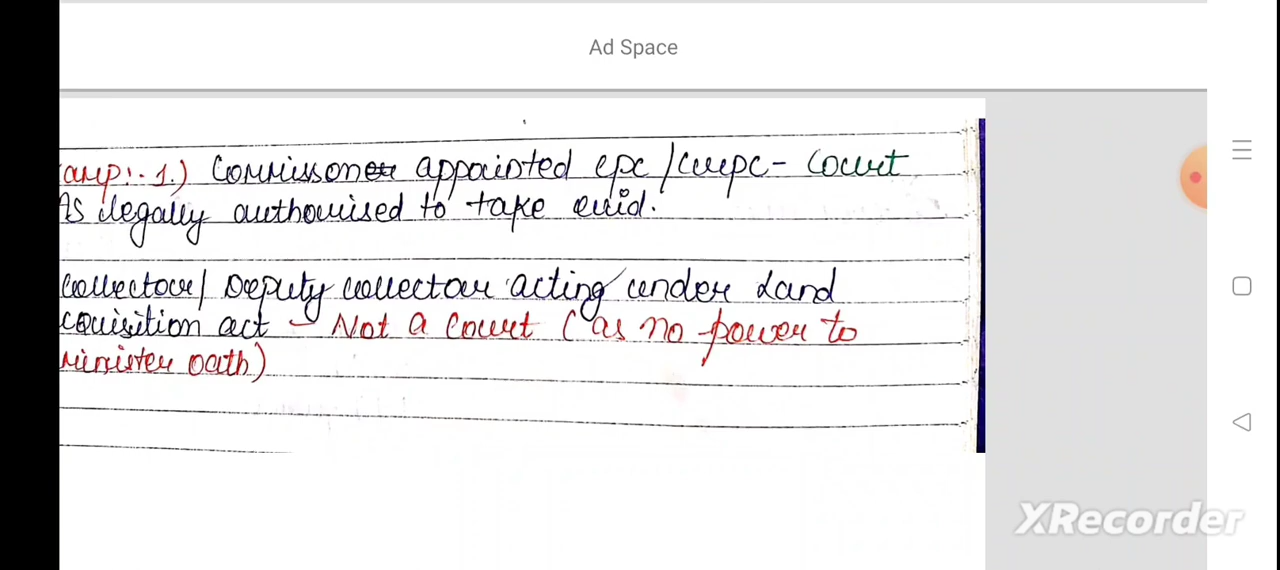 Ad Space
amp:- 1.) Commissoner appointed cpc/crpc - Court
As legally authorised to take evid.
collector/ Deputy collector acting under Land
cquisition act - Not a Court ( as no power to
minister oath)
XRecorder